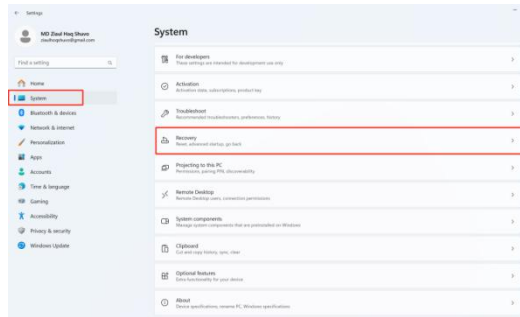 Settings
MD Ziaul Haq Shuvo
ziaulhaqshuvo@gmail.com
Find a setting
Home
System
Bluetooth & devices
Network & internet
Personalization
Apps
Accounts
Time & language
Gaming
Accessibility
Privacy & security
Windows Update
System
For developers
These settings are intended for development use only
Activation
Activation state, subscriptions, product key
Troubleshoot
Recommended troubleshooters, preferences, history
Recovery
Reset, advanced startup, go back
Projecting to this PC
Permissions, pairing PIN, discoverability
Remote Desktop
Remote Desktop users, connection permissions
System components
Manage system components that are preinstalled on Windows
Clipboard
Cut and copy history, sync, clear
Optional features
Extra functionality for your device
About
Device specifications, rename PC, Windows specifications